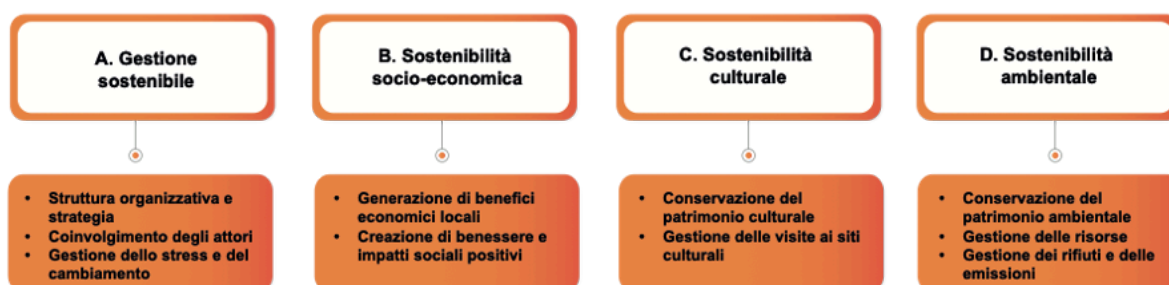 A. Gestione
sostenibile
B. Sostenibilità
socio-economica
C. Sostenibilità
culturale
D. Sostenibilità
ambientale
• Struttura organizzativa e
strategia
• Coinvolgimento degli attori
• Gestione dello stress e del
cambiamento
• Generazione di benefici
economici locali
• Creazione di benessere e
impatti sociali positivi
• Conservazione del
patrimonio culturale
• Gestione delle visite ai siti
culturali
• Conservazione del
patrimonio ambientale
• Gestione delle risorse
• Gestione dei rifiuti e delle
emissioni